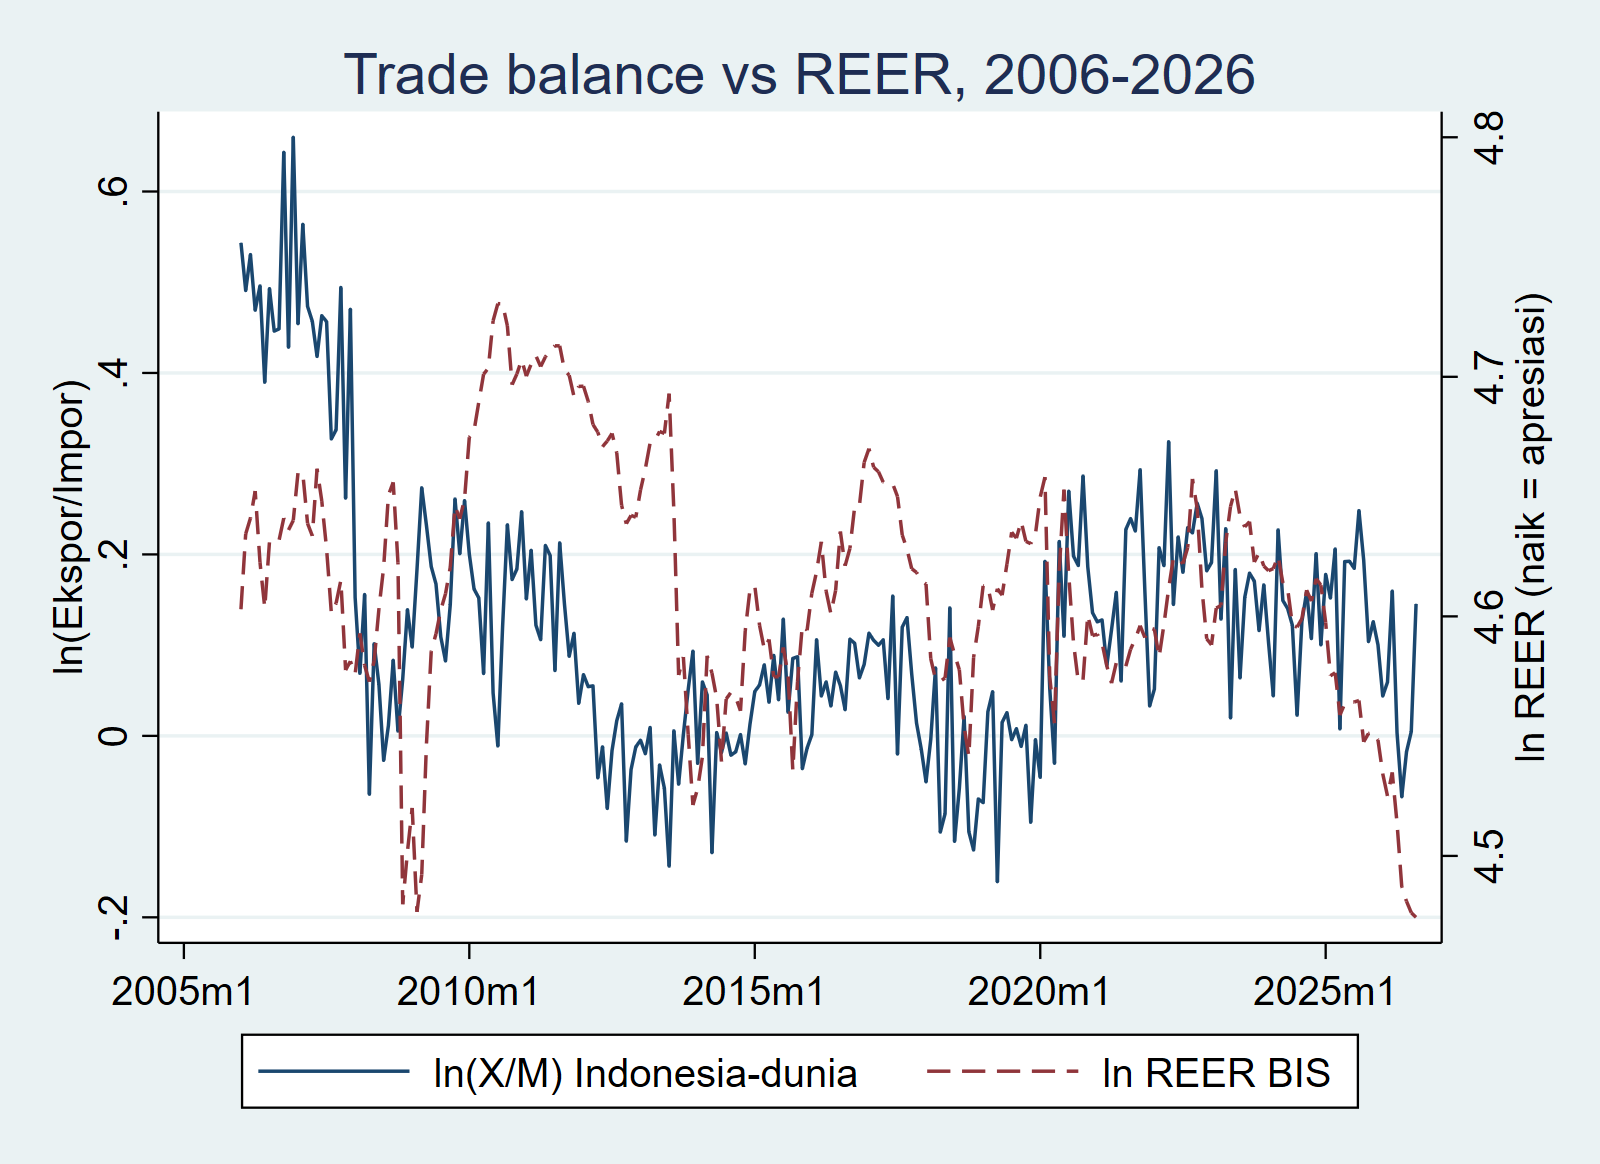 Trade balance vs REER, 2006-2026
ln(Ekspor/Impor)
.6
.4
.2
0
-.2
4.8
4.7
4.6
4.5
ln REER (naik = apresiasi)
2005m1
2010m1
2015m1
2020m1
2025m1
ln(X/M) Indonesia-dunia
ln REER BIS